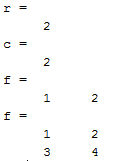 r =
2
c =
2
f =
1 2
f =
1 2
3 4